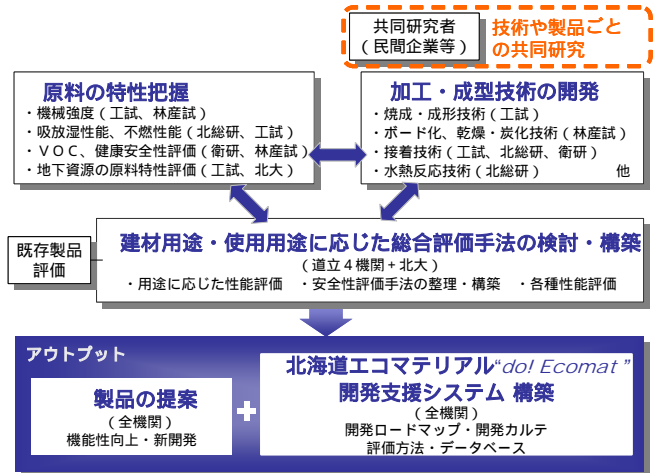 共同研究者
（民間企業等）
技術や製品ごと
の共同研究
原料の特性把握
・機械強度（工試、林産試）
・吸放湿性能、不燃性能（北総研、工試）
・ＶＯＣ、健康安全性評価（衛研、林産試）
・地下資源の原料特性評価（工試、北大）
加工・成型技術の開発
・焼成・成形技術（工試）
・ボード化、乾燥・炭化技術（林産試）
・接着技術（工試、北総研、衛研）
・水熱反応技術（北総研） 他
既存製品
評価
建材用途・使用用途に応じた総合評価手法の検討・構築
（道立４機関＋北大）
・用途に応じた性能評価 ・安全性評価手法の整理・構築 ・各種性能評価
アウトプット
製品の提案
（全機関）
機能性向上・新開発
+
北海道エコマテリアル“do! Ecomat ”
開発支援システム 構築
（全機関）
開発ロードマップ・開発カルテ
評価方法・データベース